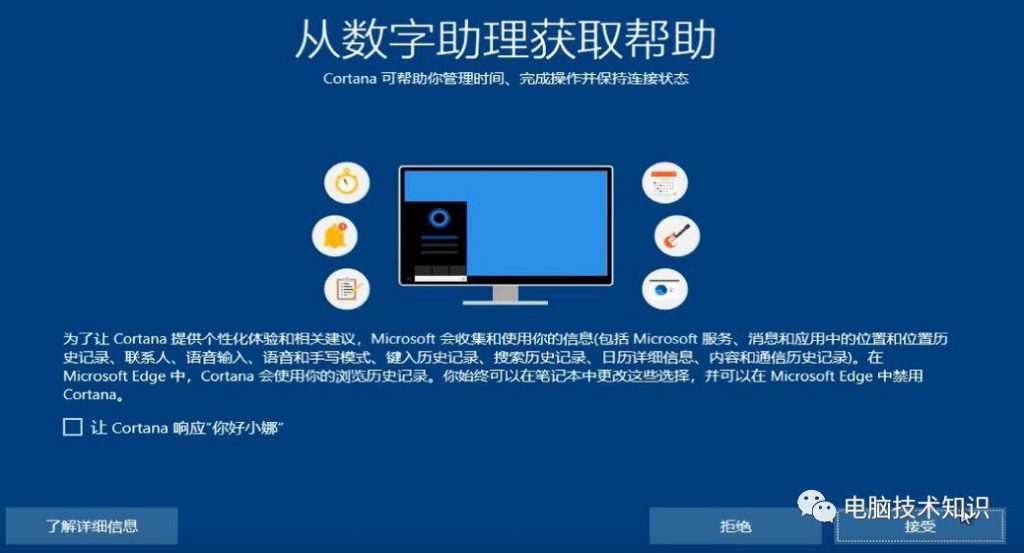 从数字助理获取帮助
Cortana 可帮助你管理时间、完成操作并保持连接状态
为了让 Cortana 提供个性化体验和相关建议，Microsoft 会收集和使用你的信息(包括 Microsoft 服务、消息和应用中的位置和位置历
史记录、联系人、语音输入、语音和手写模式、键入历史记录、搜索历史记录、日历详细信息、内容和通信历史记录)。在
Microsoft Edge 中，Cortana 会使用你的浏览历史记录。你始终可以在笔记本中更改这些选择，并可以在 Microsoft Edge 中禁用
Cortana。
让 Cortana 响应“你好小娜”
电脑技术知识
了解详细信息
拒绝
接受